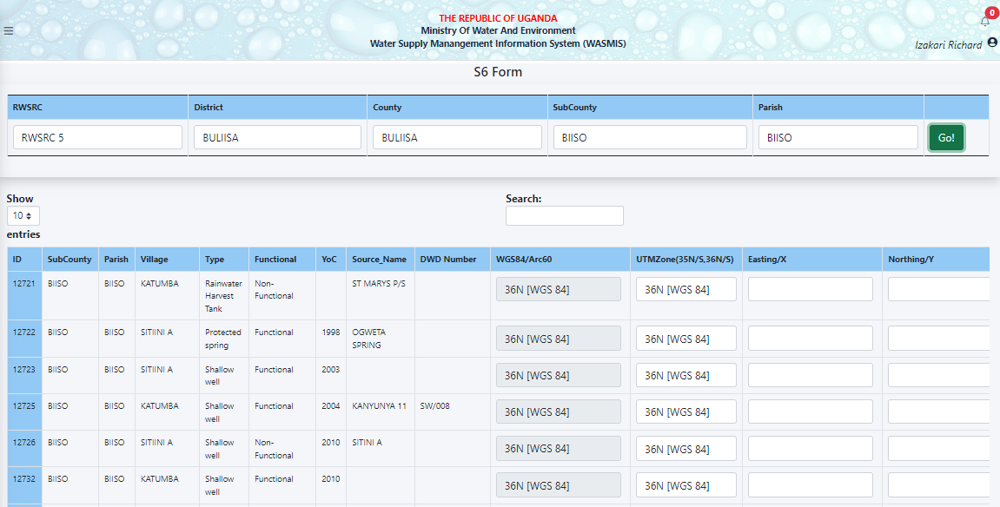 THE REPUBLIC OF UGANDA
0
Ministry Of Water And Environment
Water Supply Manangement Information System (WASMIS)
Izakari Richard
S6 Form
RWSRC District County SubCounty Parish
RWSRC 5 BULIISA BULIISA BIISO BIISO Go!
Show Search:
10
entries
ID SubCounty Parish Village Type Functional YoC Source_Name DWD Number WGS84/Arc60 UTMZone(35N/S,36N/S) Easting/X Northing/Y
12721 BIISO BIISO KATUMBA Rainwater Non- ST MARYS P/S 36N [WGS 84] 36N [WGS 84]
Harvest Functional
Tank
12722 BIISO BIISO SITIINI A Protected Functional 1998 OGWETA 36N [WGS 84] 36N [WGS 84]
spring SPRING
12723 BIISO BIISO SITIINI A Shallow Functional 2003 36N [WGS 84] 36N [WGS 84]
well
12725 BIISO BIISO KATUMBA Shallow Functional 2004 KANYUNYA 11 SW/008 36N [WGS 84] 36N [WGS 84]
well
12726 BIISO BIISO SITIINI A Shallow Non- 2010 SITINI A 36N [WGS 84] 36N [WGS 84]
well Functional
12732 BIISO BIISO KATUMBA Shallow Functional 2010 36N [WGS 84] 36N [WGS 84]
well